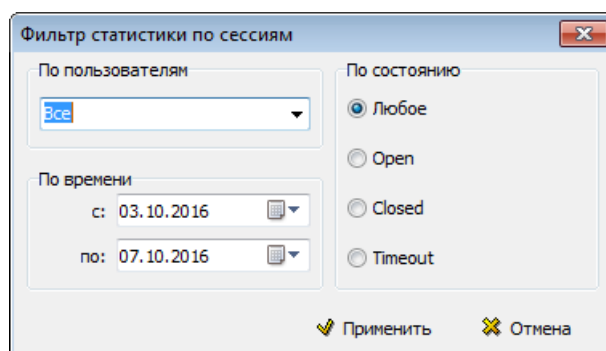 Фильтр статистики по сессиям
По пользователям
Все
По времени
с: 03.10.2016
по: 07.10.2016
По состоянию
Любое
Open
Closed
Timeout
Применить
Отмена